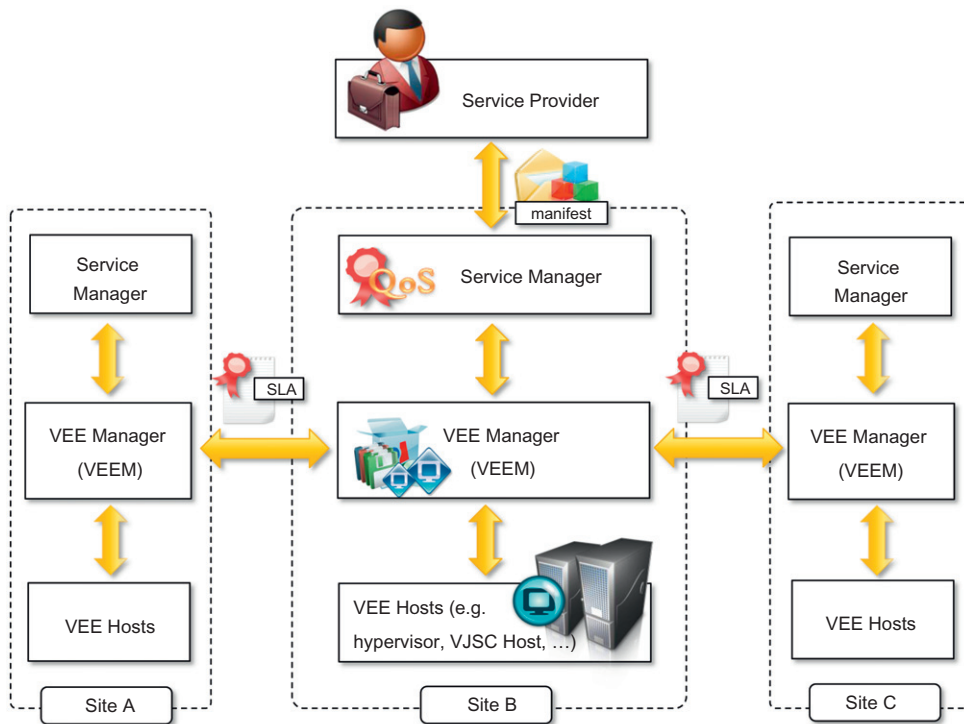 Service Provider
manifest
Service
Manager
QoS
Service Manager
Service
Manager
SLA
SLA
VEE Manager
(VEEM)
VEE Manager
(VEEM)
VEE Manager
(VEEM)
VEE Hosts
VEE Hosts (e.g.
hypervisor, VJSC Host, …)
VEE Hosts
Site A
Site B
Site C